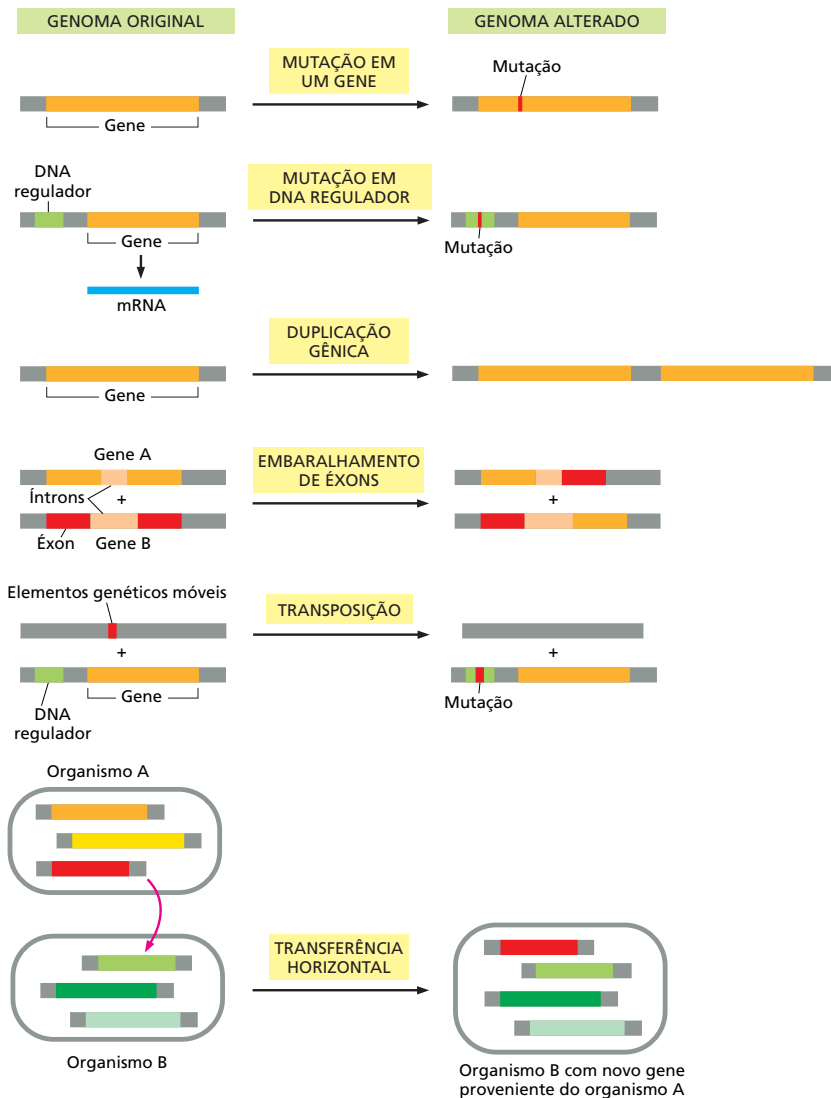 GENOMA ORIGINAL
GENOMA ALTERADO
MUTAÇÃO EM
UM GENE
Mutação
Gene
DNA
regulador
MUTAÇÃO EM
DNA REGULADOR
Gene
Mutação
mRNA
DUPLICAÇÃO
GÊNICA
Gene
Gene A
EMBARALHAMENTO
DE ÉXONS
Íntrons
+
+
Éxon
Gene B
Elementos genéticos móveis
TRANSPOSIÇÃO
+
+
Gene
Mutação
DNA
regulador
Organismo A
TRANSFERÊNCIA
HORIZONTAL
Organismo B
Organismo B com novo gene
proveniente do organismo A